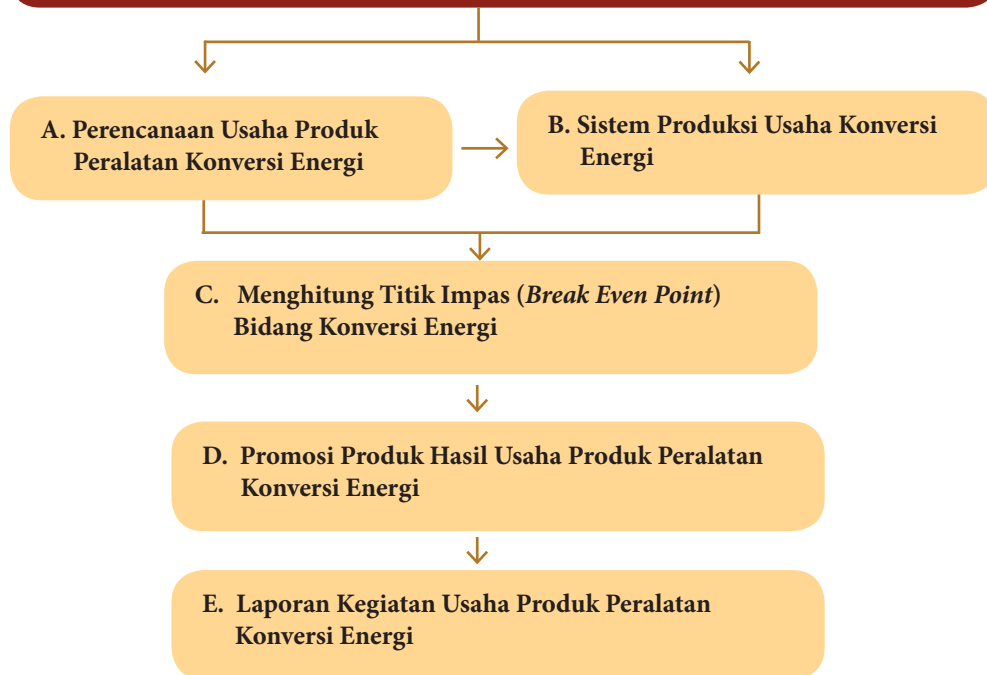 A. Perencanaan Usaha Produk
Peralatan Konversi Energi
B. Sistem Produksi Usaha Konversi
Energi
C. Menghitung Titik Impas (Break Even Point)
Bidang Konversi Energi
D. Promosi Produk Hasil Usaha Produk Peralatan
Konversi Energi
E. Laporan Kegiatan Usaha Produk Peralatan
Konversi Energi